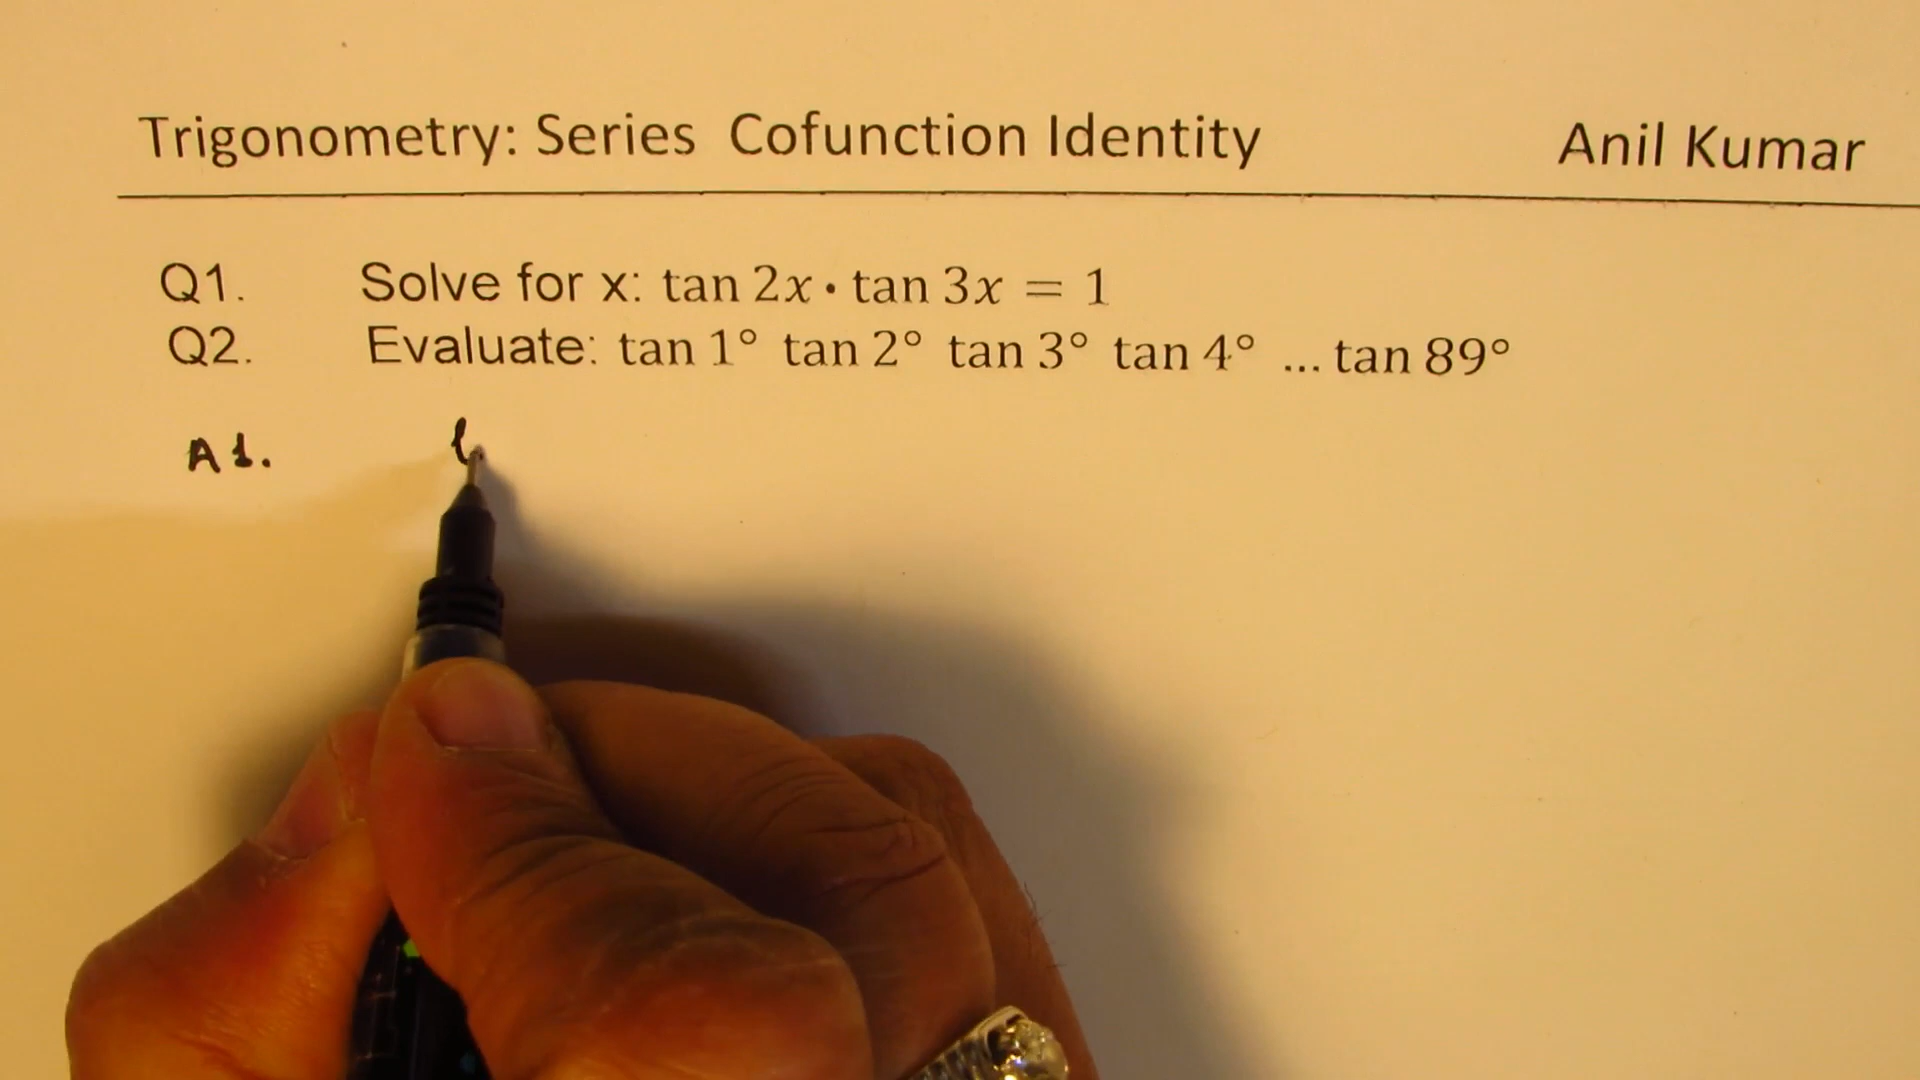 Trigonometry: Series Cofunction Identity Anil Kumar
Q1. Solve for x: tan 2x · tan 3x = 1
Q2. Evaluate: tan 1° tan 2° tan 3° tan 4° ... tan 89°
A1.